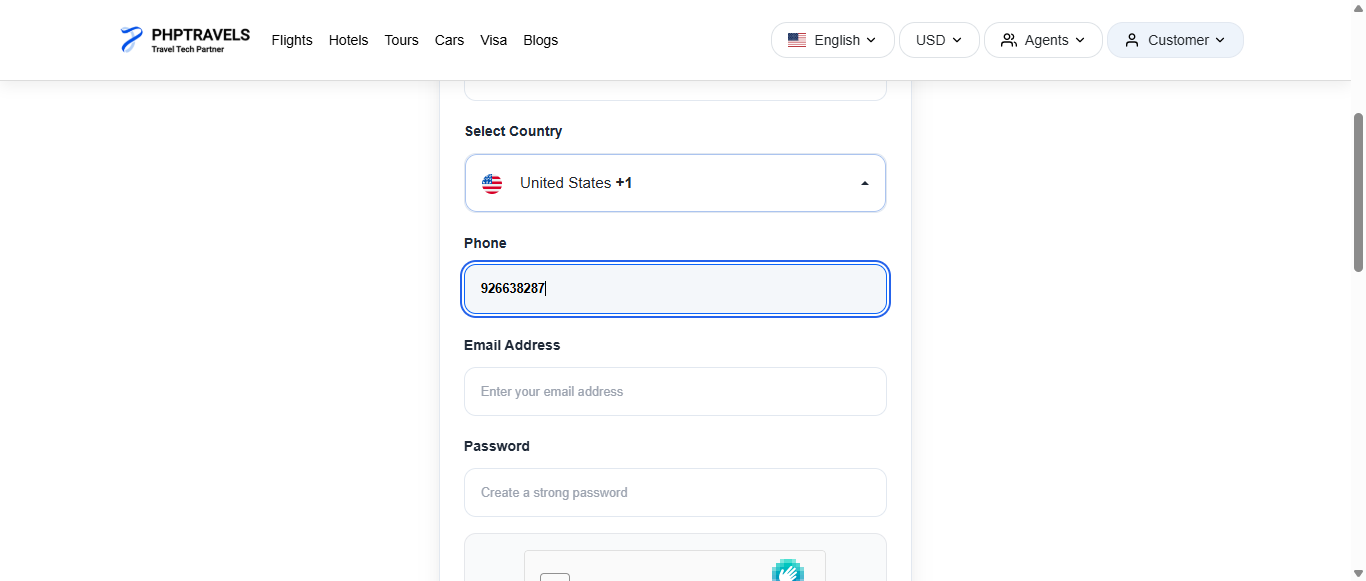 PHPTRAVELS
Travel Tech Partner
Flights Hotels Tours Cars Visa Blogs English USD Agents Customer
Select Country
United States +1
Phone
926638287
Email Address
Enter your email address
Password
Create a strong password